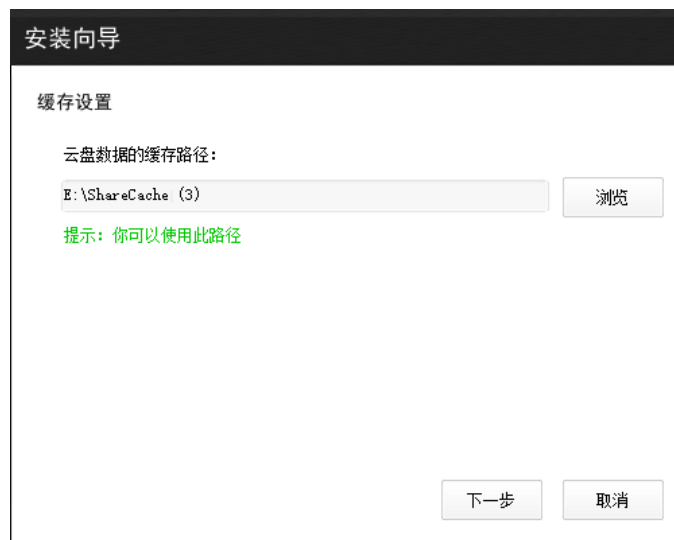 安装向导
缓存设置
云盘数据的缓存路径：
E:\ShareCache (3)
浏览
提示：你可以使用此路径
下一步
取消